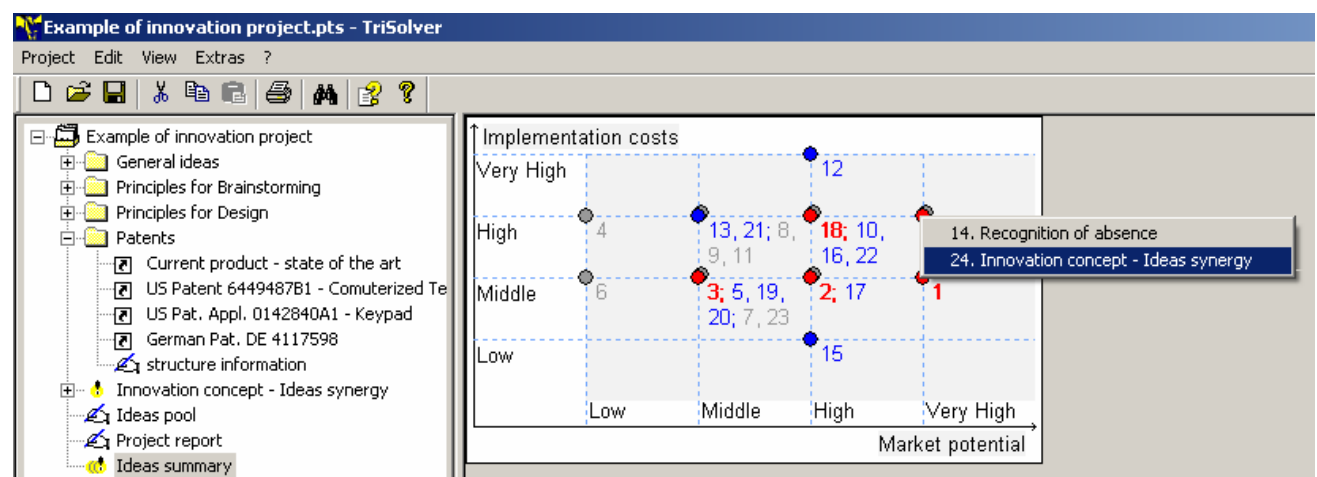 Example of innovation project.pts - TriSolver
Project Edit View Extras ?
Example of innovation project
General ideas
Principles for Brainstorming
Principles for Design
Patents
Current product - state of the art
US Patent 6449487B1 - Comuterized Te
US Pat. Appl. 0142840A1 - Keypad
German Pat. DE 4117598
structure information
Innovation concept - Ideas synergy
Ideas pool
Project report
Ideas summary
Implementation costs
Very High
12
High
4
13, 21; 8,
9, 11
18; 10,
16, 22
14. Recognition of absence
24. Innovation concept - Ideas synergy
Middle
6
3; 5, 19,
20; 7, 23
2; 17
1
Low
15
Low Middle High Very High
Market potential